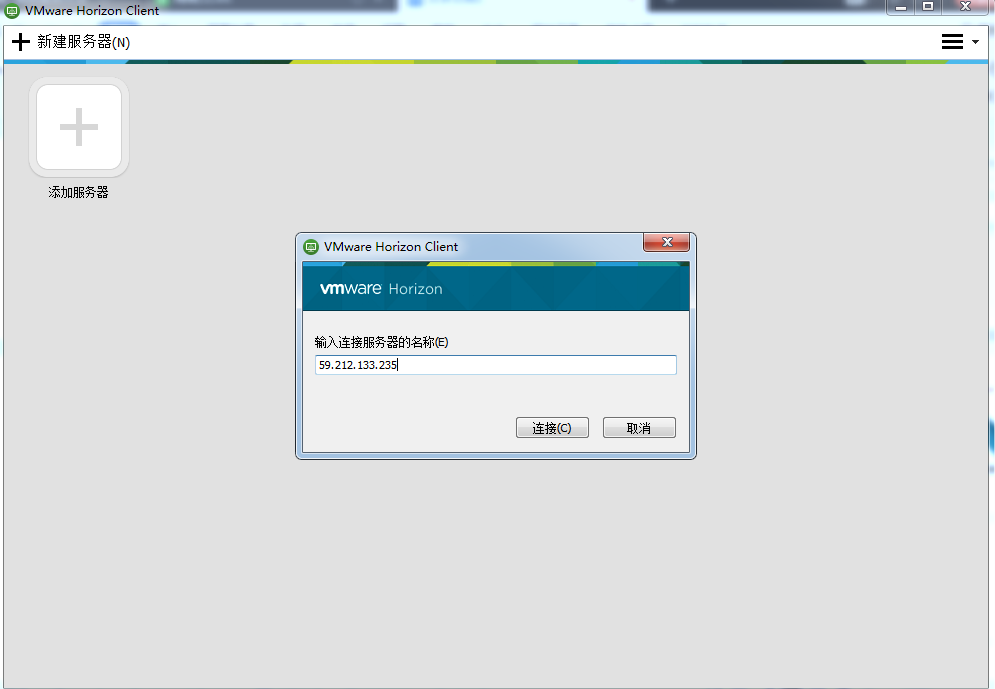 VMware Horizon Client
新建服务器(N)
添加服务器
VMware Horizon Client
vmware Horizon
输入连接服务器的名称(E)
59.212.133.235
连接(C)
取消